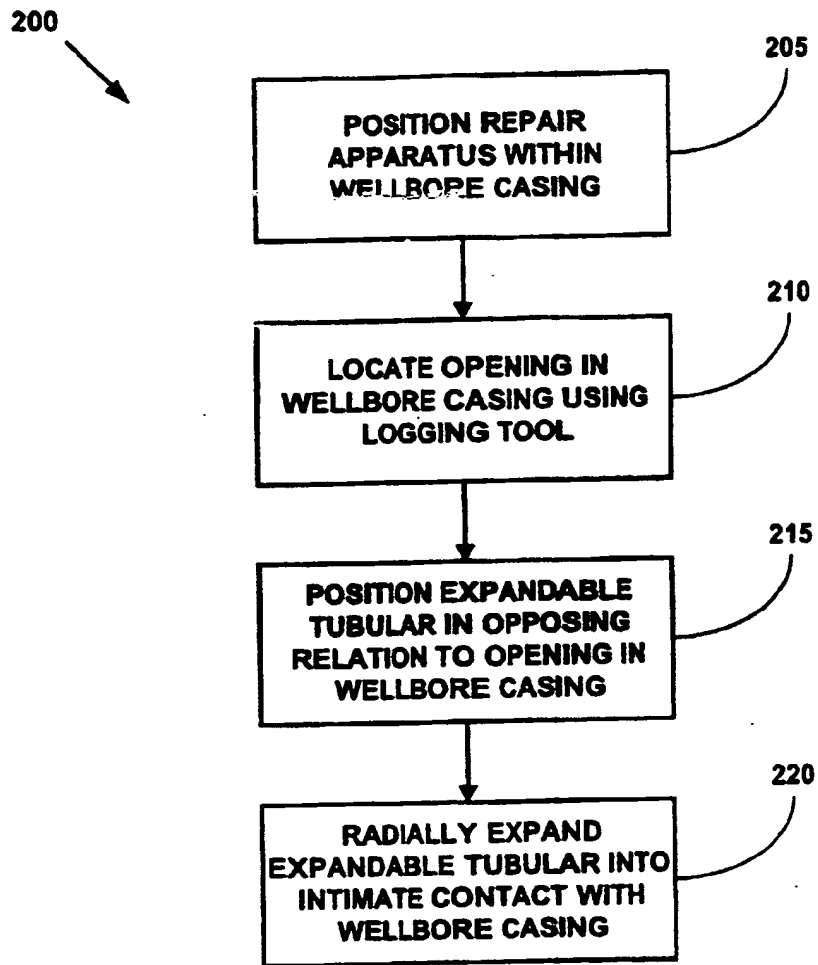 200
205
POSITION REPAIR
APPARATUS WITHIN
WELLBORE CASING
210
LOCATE OPENING IN
WELLBORE CASING USING
LOGGING TOOL
215
POSITION EXPANDABLE
TUBULAR IN OPPOSING
RELATION TO OPENING IN
WELLBORE CASING
220
RADIALLY EXPAND
EXPANDABLE TUBULAR INTO
INTIMATE CONTACT WITH
WELLBORE CASING